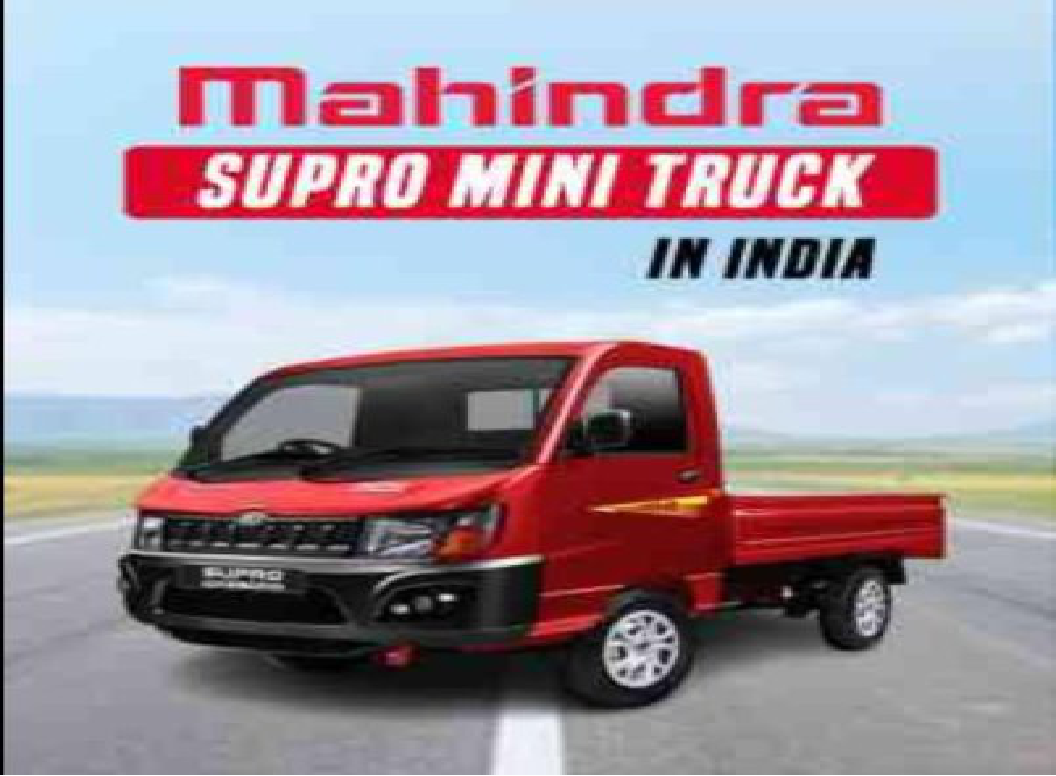 Mahindra
SUPRO MINI TRUCK
IN INDIA
SUPRO